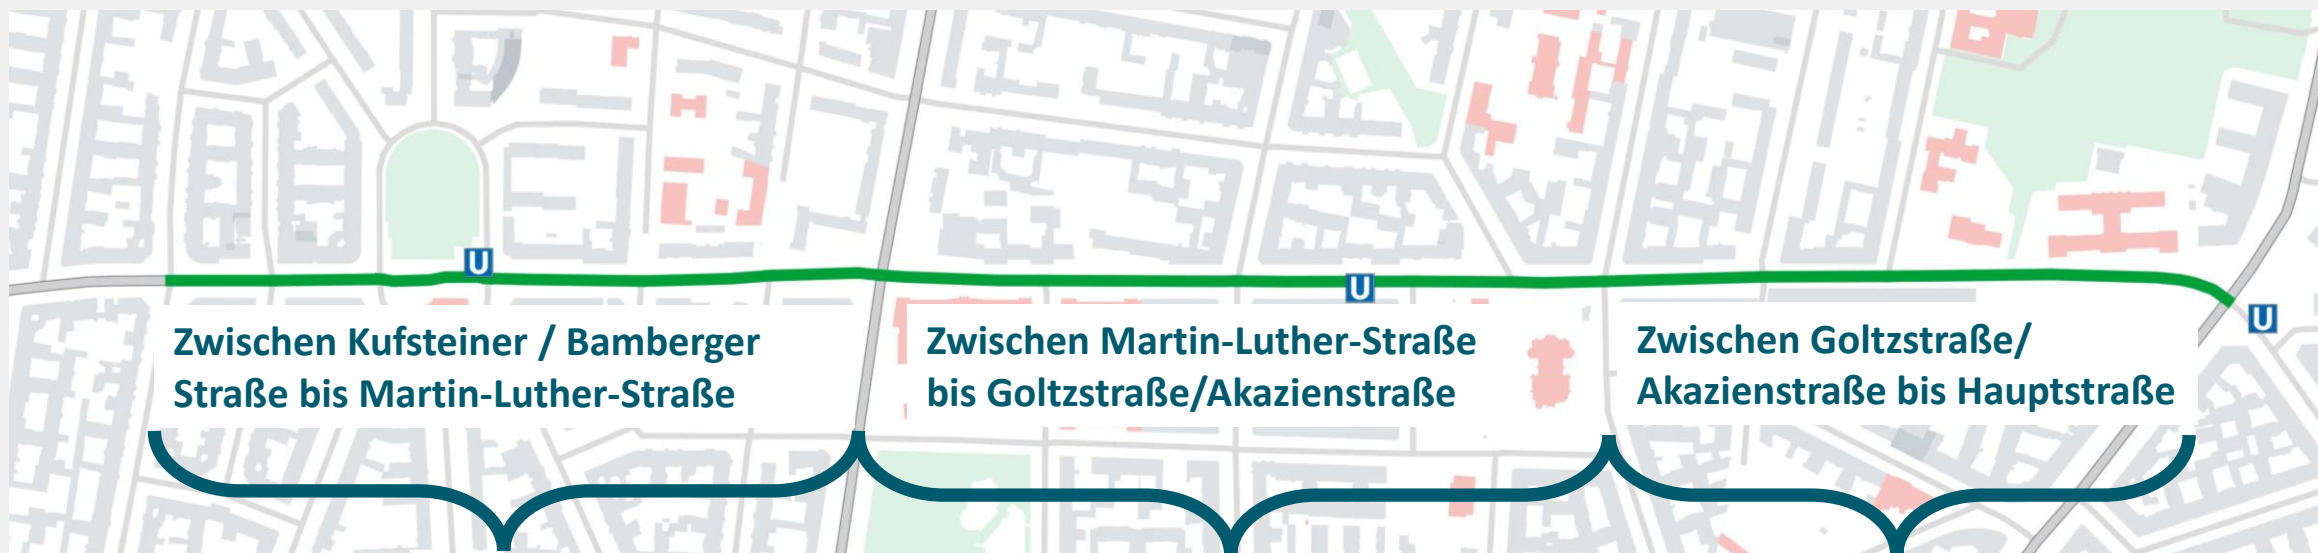 U
U
U
Zwischen Kufsteiner / Bamberger
Straße bis Martin-Luther-Straße
Zwischen Martin-Luther-Straße
bis Goltzstraße/Akazienstraße
Zwischen Goltzstraße/
Akazienstraße bis Hauptstraße